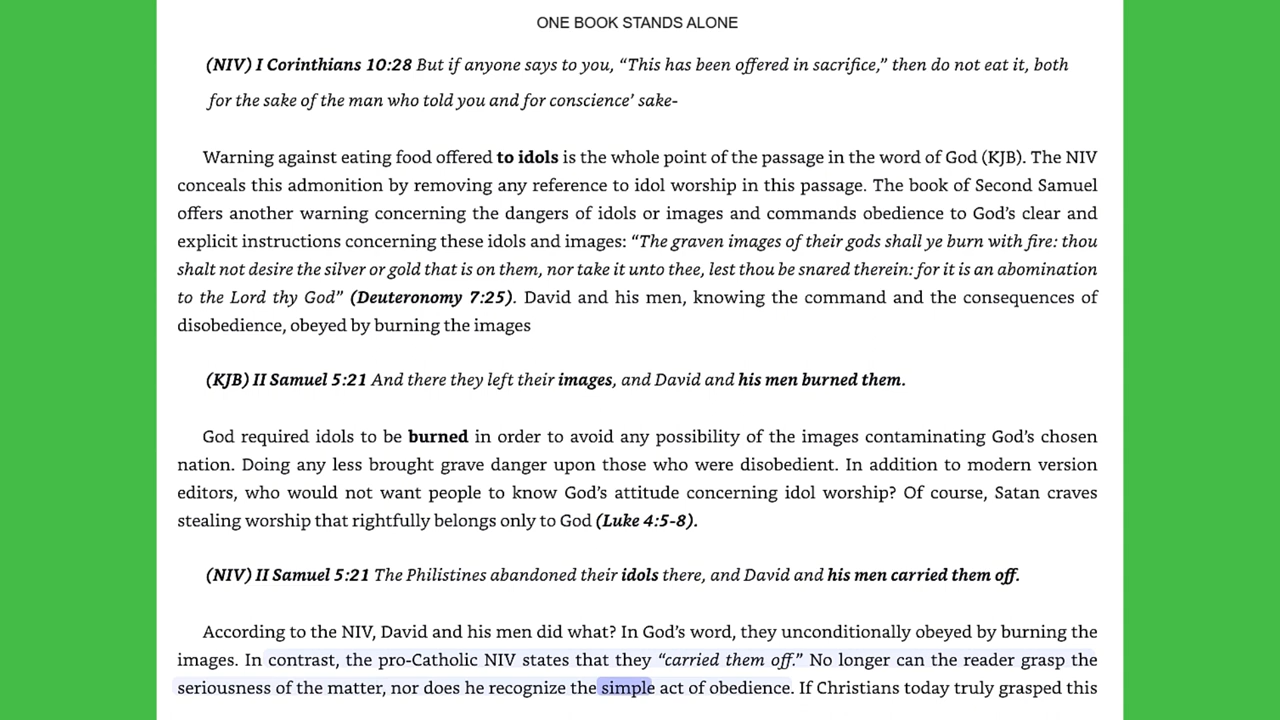 ONE BOOK STANDS ALONE
(NIV) I Corinthians 10:28 But if anyone says to you, “This has been offered in sacrifice,” then do not eat it, both
for the sake of the man who told you and for conscience’ sake-
Warning against eating food offered to idols is the whole point of the passage in the word of God (KJB). The NIV
conceals this admonition by removing any reference to idol worship in this passage. The book of Second Samuel
offers another warning concerning the dangers of idols or images and commands obedience to God’s clear and
explicit instructions concerning these idols and images: “The graven images of their gods shall ye burn with fire: thou
shalt not desire the silver or gold that is on them, nor take it unto thee, lest thou be snared therein: for it is an abomination
to the Lord thy God” (Deuteronomy 7:25). David and his men, knowing the command and the consequences of
disobedience, obeyed by burning the images
(KJB) II Samuel 5:21 And there they left their images, and David and his men burned them.
God required idols to be burned in order to avoid any possibility of the images contaminating God’s chosen
nation. Doing any less brought grave danger upon those who were disobedient. In addition to modern version
editors, who would not want people to know God’s attitude concerning idol worship? Of course, Satan craves
stealing worship that rightfully belongs only to God (Luke 4:5-8).
(NIV) II Samuel 5:21 The Philistines abandoned their idols there, and David and his men carried them off.
According to the NIV, David and his men did what? In God’s word, they unconditionally obeyed by burning the
images. In contrast, the pro-Catholic NIV states that they “carried them off.” No longer can the reader grasp the
seriousness of the matter, nor does he recognize the simple act of obedience. If Christians today truly grasped this